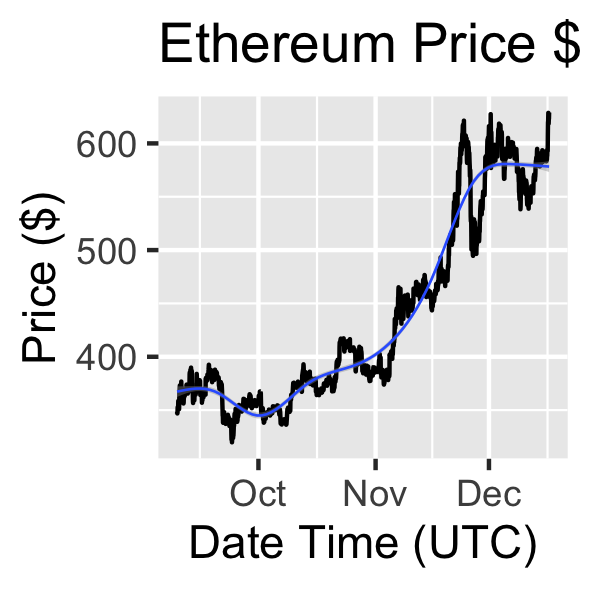 Ethereum Price $
Price ($)
600
500
400
Oct Nov Dec
Date Time (UTC)